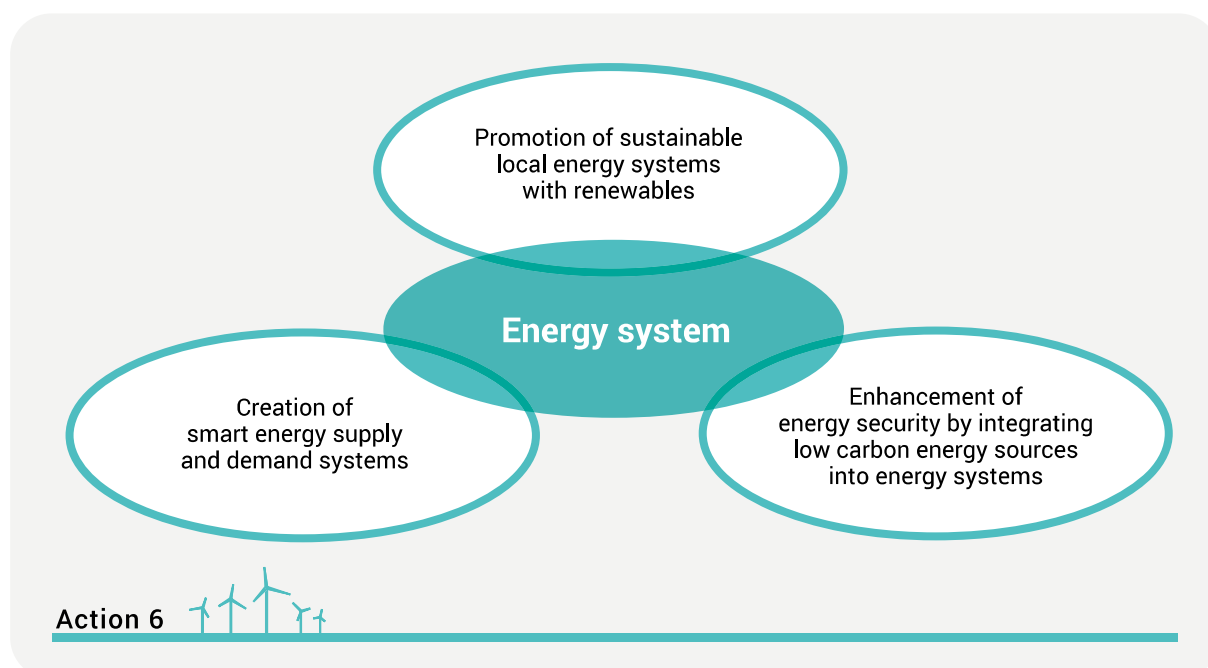 Promotion of sustainable
local energy systems
with renewables
Energy system
Creation of
smart energy supply
and demand systems
Enhancement of
energy security by integrating
low carbon energy sources
into energy systems
Action 6